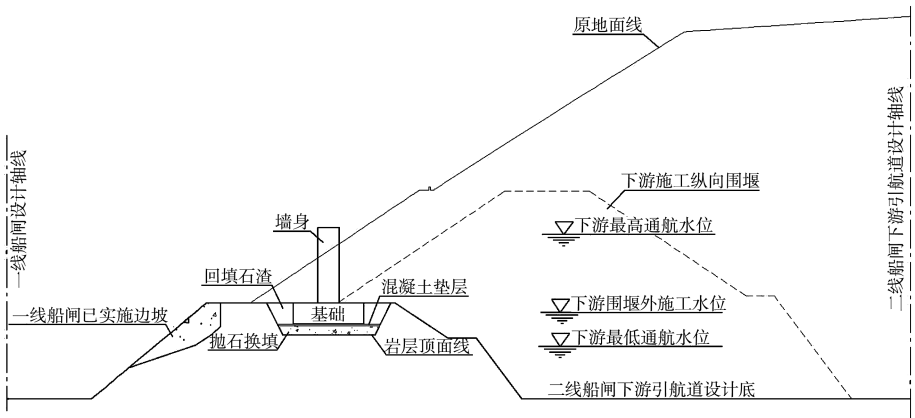 原地面线
一线船闸设计轴线
二线船闸下游引航道设计轴线
下游施工纵向围堰
墙身
下游最高通航水位
回填石渣
混凝土垫层
一线船闸已实施边坡
基础
下游围堰外施工水位
抛石换填
岩层顶面线
下游最低通航水位
二线船闸下游引航道设计底